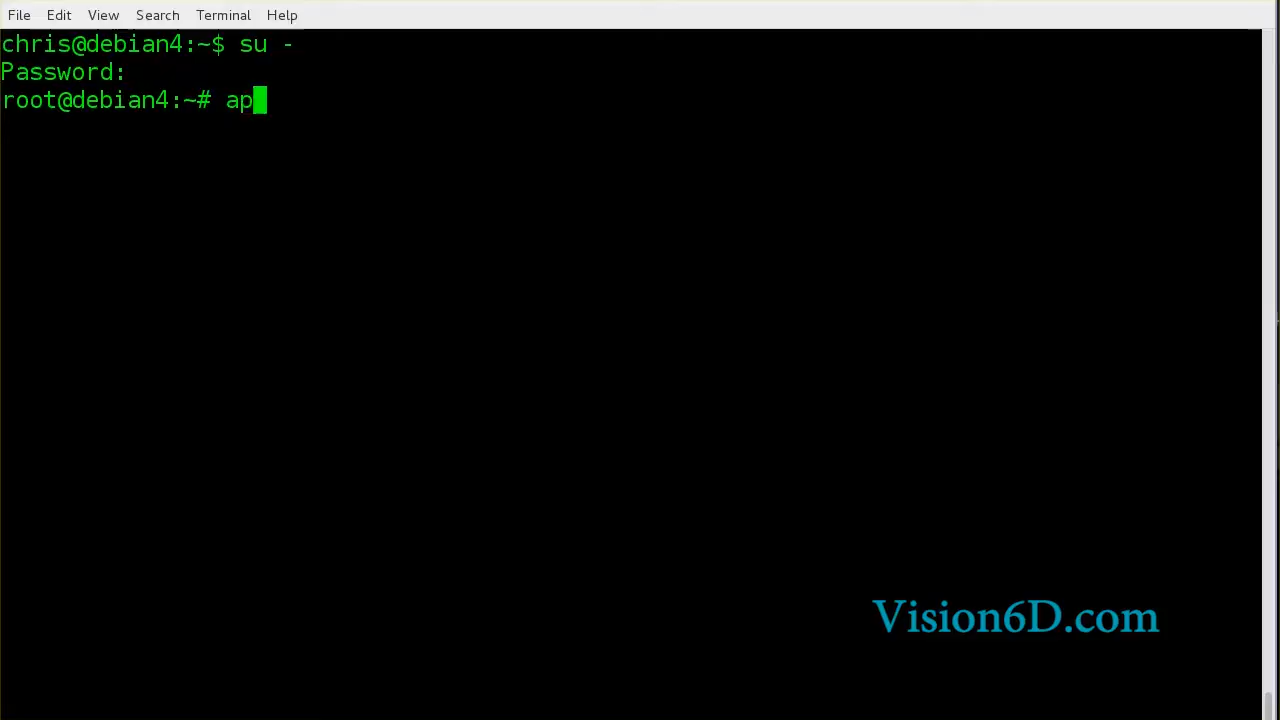 File Edit View Search Terminal Help
chris@debian4:~$ su -
Password:
root@debian4:~# ap
Vision6D.com